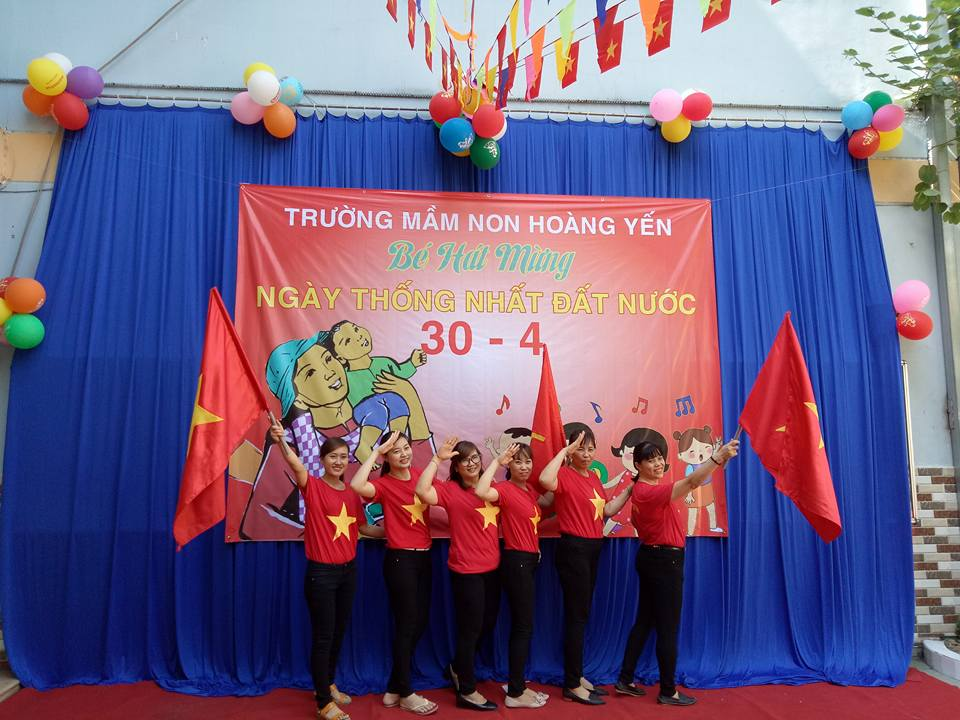 TRƯỜNG MẦM NON HOÀNG YẾN
Bé Hát Mừng
NGÀY THỐNG NHẤT ĐẤT NƯỚC
30 - 4